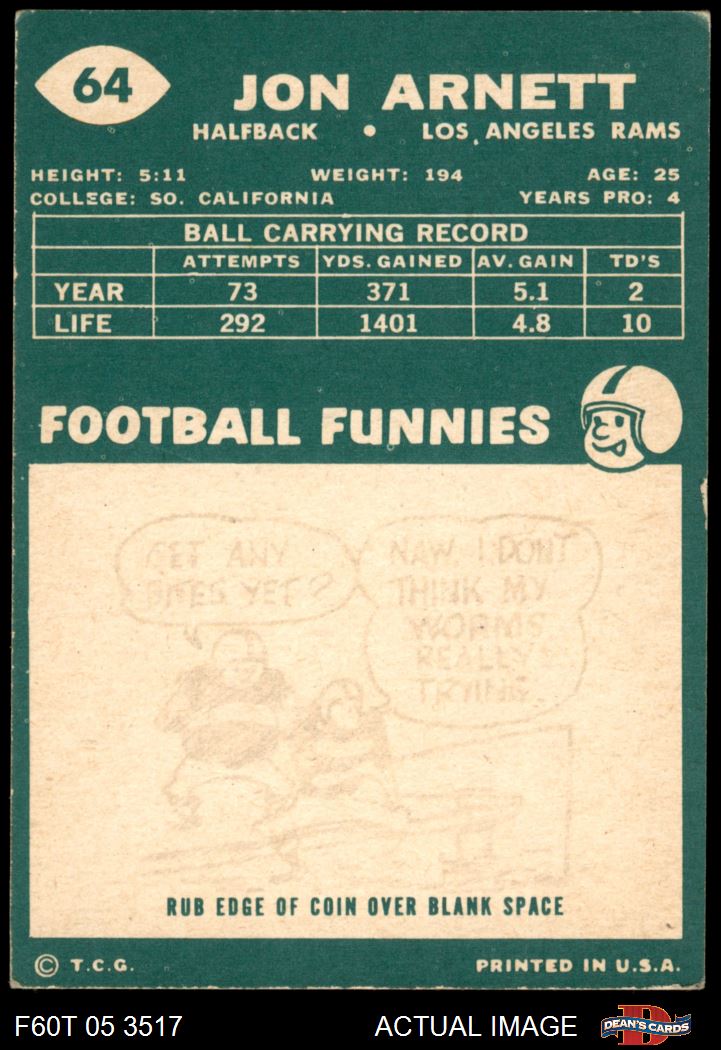 64
JON ARNETT
HALFBACK • LOS ANGELES RAMS
HEIGHT: 5:11 WEIGHT: 194 AGE: 25
COLLEGE: SO. CALIFORNIA YEARS PRO: 4
BALL CARRYING RECORD
ATTEMPTS YDS. GAINED AV. GAIN TD'S
YEAR 73 371 5.1 2
LIFE 292 1401 4.8 10
FOOTBALL FUNNIES
GET ANY
BITES YET?
NAW I DONT
THINK MY
WORMS
REALLY
TRYING
RUB EDGE OF COIN OVER BLANK SPACE
© T.C.G. PRINTED IN U.S.A.
F60T 05 3517 ACTUAL IMAGE D DEAN'S CARDS